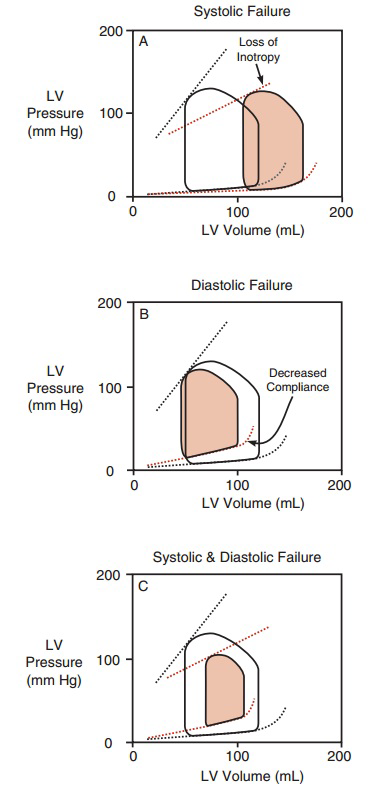 Systolic Failure
200
A
Loss of
Inotropy
LV
Pressure
(mm Hg)
100
0
0
100
200
LV Volume (mL)
Diastolic Failure
200
B
LV
Pressure
(mm Hg)
100
Decreased
Compliance
0
0
100
200
LV Volume (mL)
Systolic & Diastolic Failure
200
C
LV
Pressure
(mm Hg)
100
0
0
100
200
LV Volume (mL)